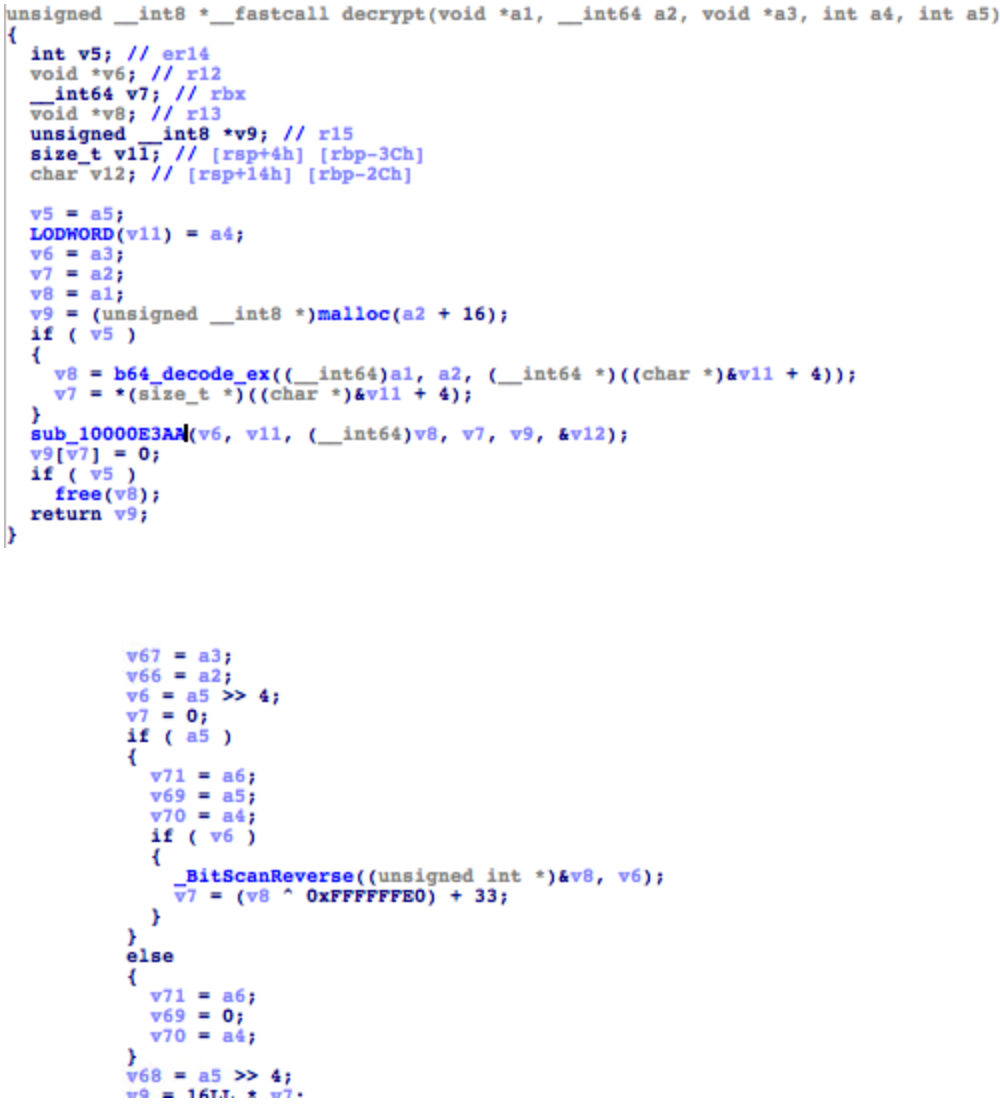 unsigned __int8 *__fastcall decrypt(void *a1, __int64 a2, void *a3, int a4, int a5)
{
int v5; // er14
void *v6; // r12
__int64 v7; // rbx
void *v8; // r13
unsigned __int8 *v9; // r15
size_t v11; // [rsp+4h] [rbp-3Ch]
char v12; // [rsp+14h] [rbp-2Ch]
v5 = a5;
LODWORD(v11) = a4;
v6 = a3;
v7 = a2;
v8 = a1;
v9 = (unsigned __int8 *)malloc(a2 + 16);
if ( v5 )
{
v8 = b64_decode_ex((__int64)a1, a2, (__int64 *)((char *)&v11 + 4));
v7 = *(size_t *)((char *)&v11 + 4);
}
sub_10000E3AA(v6, v11, (__int64)v8, v7, v9, &v12);
v9[v7] = 0;
if ( v5 )
free(v8);
return v9;
}
v67 = a3;
v66 = a2;
v6 = a5 >> 4;
v7 = 0;
if ( a5 )
{
v71 = a6;
v69 = a5;
v70 = a4;
if ( v6 )
{
_BitScanReverse((unsigned int *)&v8, v6);
v7 = (v8 ^ 0xFFFFFFE0) + 33;
}
}
else
{
v71 = a6;
v69 = 0;
v70 = a4;
}
v68 = a5 >> 4;
v9 = 16LL * v7;